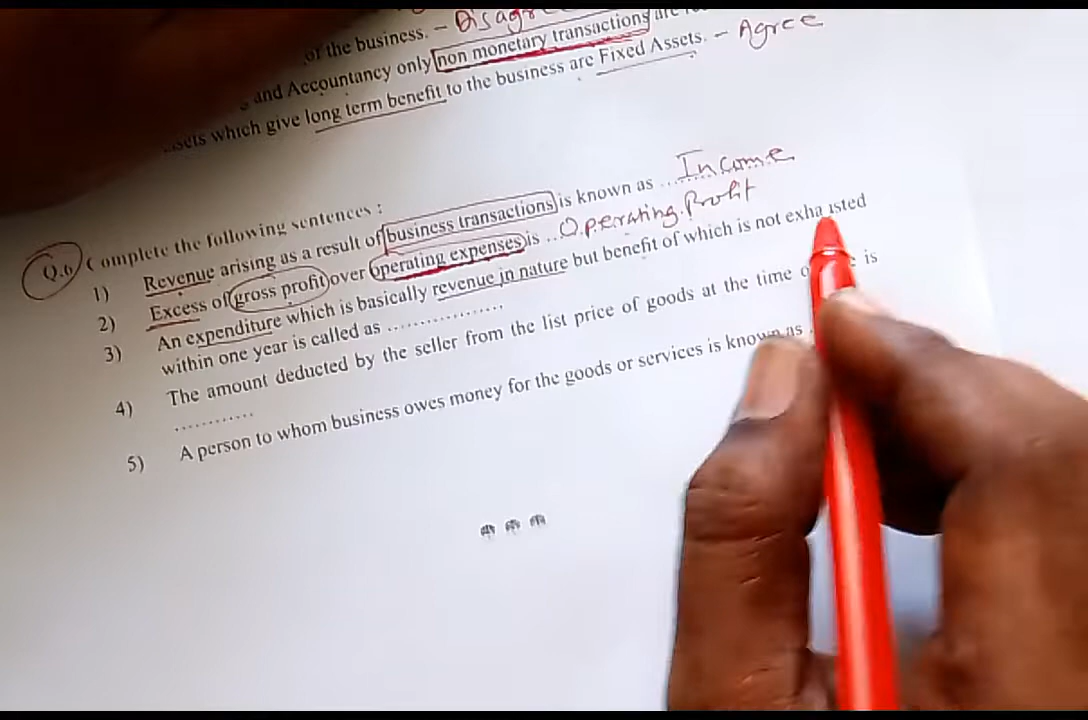 of the business. – Disagr
and Accountancy only non monetary transactions are
which give long term benefit to the business are Fixed Assets. – Agree
Q.6 Complete the following sentences :
1) Revenue arising as a result of business transactions is known as ... Income
2) Excess of gross profit over operating expenses is ... Operating Profit
3) An expenditure which is basically revenue in nature but benefit of which is not
within one year is called as ..................
4) The amount deducted by the seller from the list price of goods at the time is
............
5) A person to whom business owes money for the goods or services is known as